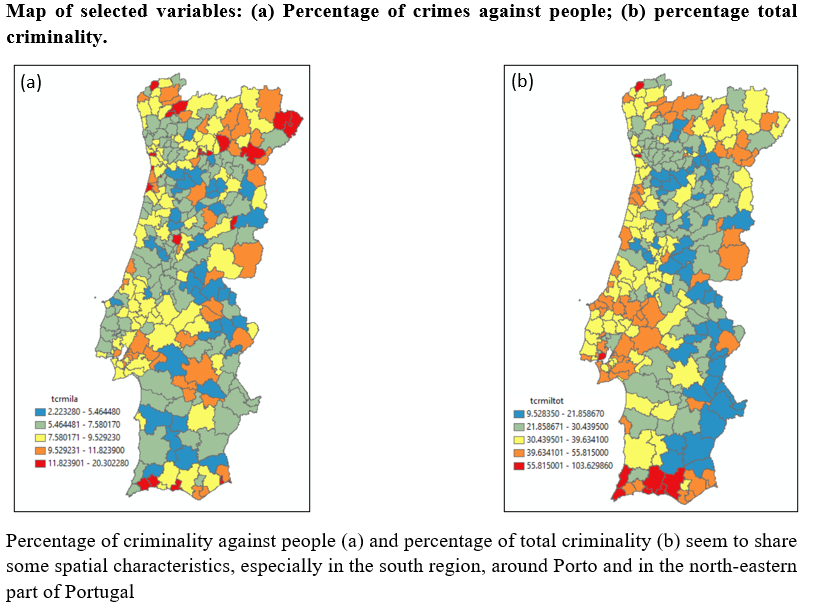 Map of selected variables: (a) Percentage of crimes against people; (b) percentage total
criminality.
(a)
tcrmila
2.223280 - 5.464480
5.464481 - 7.580170
7.580171 - 9.529230
9.529231 - 11.823900
11.823901 - 20.302280
(b)
tcrmiltot
9.528350 - 21.858670
21.858671 - 30.439500
30.439501 - 39.634100
39.634101 - 55.815000
55.815001 - 103.629860
Percentage of criminality against people (a) and percentage of total criminality (b) seem to share
some spatial characteristics, especially in the south region, around Porto and in the north-eastern
part of Portugal